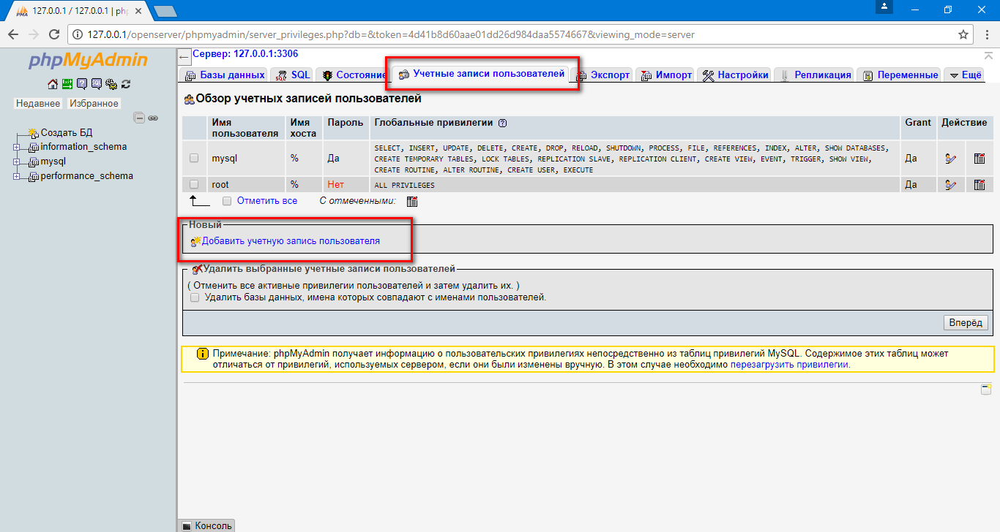 127.0.0.1 / 127.0.0.1 | ph
127.0.0.1/openserver/phpmyadmin/server_privileges.php?db=&token=4d41b8d60aae01dd26d984daa5574667&viewing_mode=server
phpMyAdmin
Недавнее Избранное
Создать БД
information_schema
mysql
performance_schema
Сервер: 127.0.0.1:3306
Базы данных SQL Состояние Учетные записи пользователей Экспорт Импорт Настройки Репликация Переменные Ещё
Обзор учетных записей пользователей
Имя пользователя Имя хоста Пароль Глобальные привилегии Grant Действие
mysql % Да SELECT, INSERT, UPDATE, DELETE, CREATE, DROP, RELOAD, SHUTDOWN, PROCESS, FILE, REFERENCES, INDEX, ALTER, SHOW DATABASES,
CREATE TEMPORARY TABLES, LOCK TABLES, REPLICATION SLAVE, REPLICATION CLIENT, CREATE VIEW, EVENT, TRIGGER, SHOW VIEW,
CREATE ROUTINE, ALTER ROUTINE, CREATE USER, EXECUTE Да
root % Нет ALL PRIVILEGES Да
Отметить все С отмеченными:
Новый
Добавить учетную запись пользователя
Удалить выбранные учетные записи пользователей
( Отменить все активные привилегии пользователей и затем удалить их. )
Удалить базы данных, имена которых совпадают с именами пользователей.
Вперёд
Примечание: phpMyAdmin получает информацию о пользовательских привилегиях непосредственно из таблиц привилегий MySQL. Содержимое этих таблиц может
отличаться от привилегий, используемых сервером, если они были изменены вручную. В этом случае необходимо перезагрузить привилегии.
Консоль